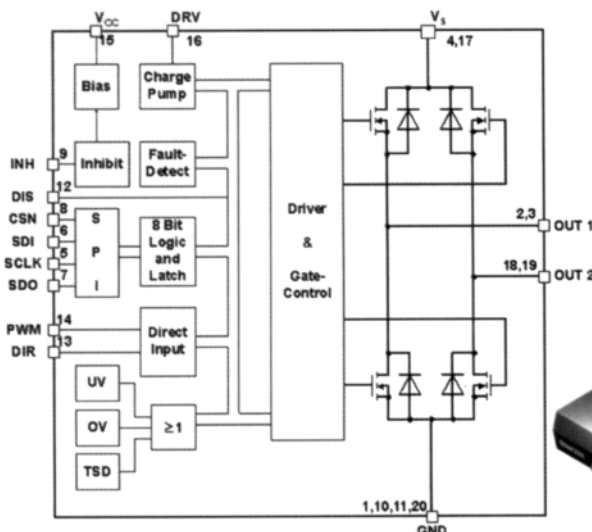 VCC
DRV
VS
15
16
4,17
Bias
Charge
Pump
INH
9
Inhibit
Fault-
Detect
DIS
12
CSN
8
SDI
6
SCLK
5
SDO
7
S
P
I
8 Bit
Logic
and
Latch
Driver
&
Gate-
Control
2,3
OUT 1
18,19
OUT 2
PWM
14
DIR
13
Direct
Input
UV
OV
TSD
≥1
1,10,11,20
GND